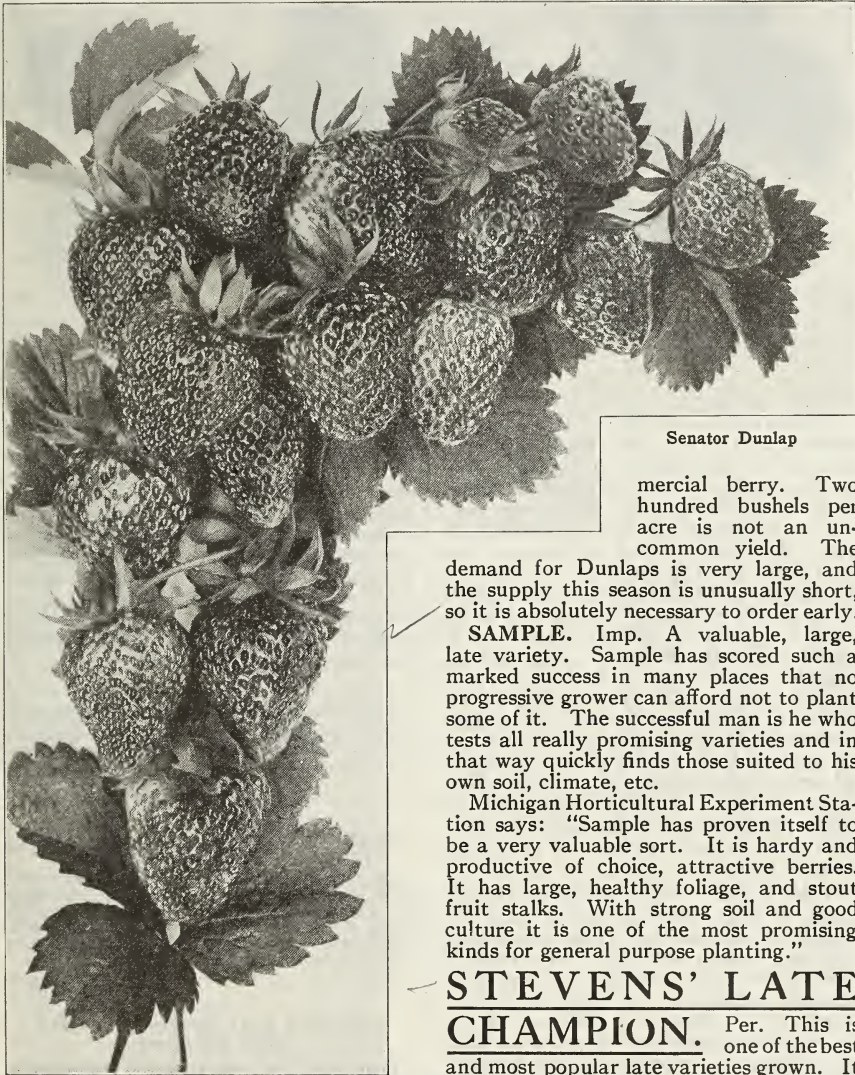 Senator Dunlap
mercial berry. Two
hundred bushels per
acre is not an un-
common yield. The
demand for Dunlaps is very large, and
the supply this season is unusually short,
so it is absolutely necessary to order early.
SAMPLE. Imp. A valuable, large,
late variety. Sample has scored such a
marked success in many places that no
progressive grower can afford not to plant
some of it. The successful man is he who
tests all really promising varieties and in
that way quickly finds those suited to his
own soil, climate, etc.
Michigan Horticultural Experiment Sta-
tion says: "Sample has proven itself to
be a very valuable sort. It is hardy and
productive of choice, attractive berries.
It has large, healthy foliage, and stout
fruit stalks. With strong soil and good
culture it is one of the most promising
kinds for general purpose planting."
STEVENS' LATE
CHAMPION. Per. This is
one of the best
and most popular late varieties grown. It